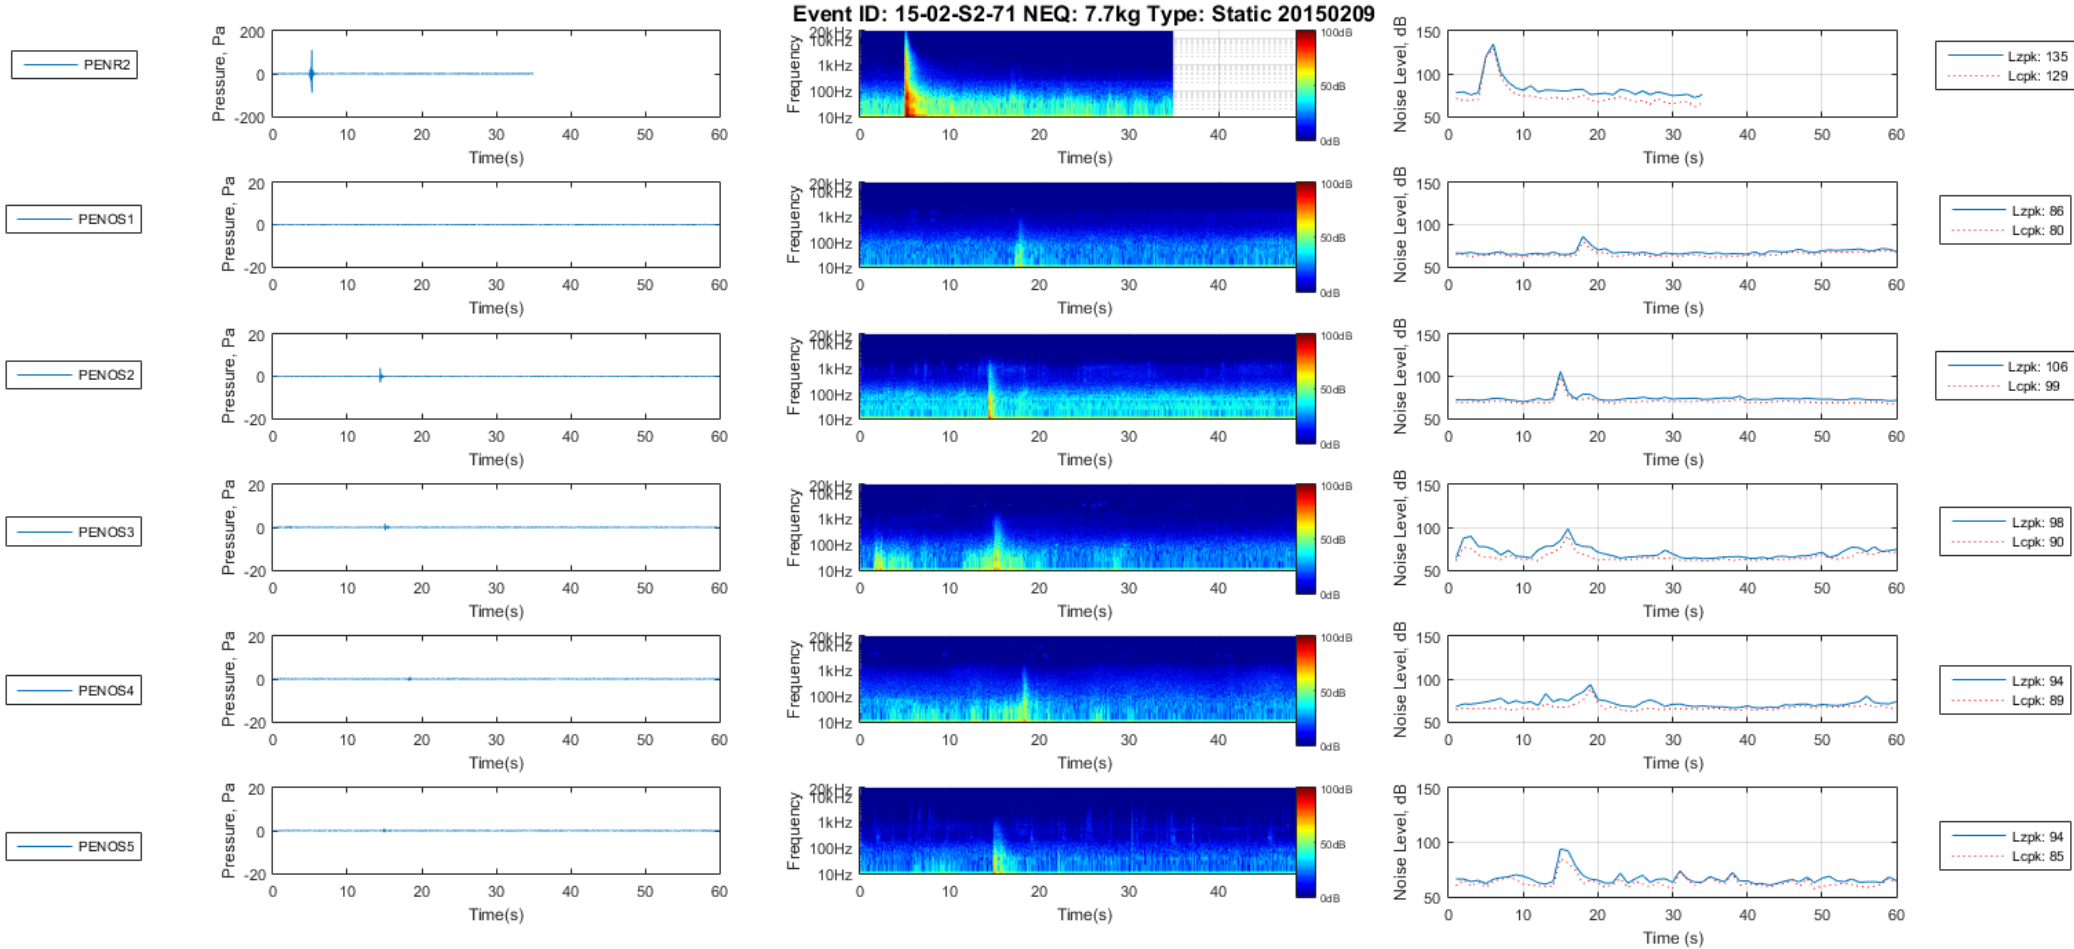 Event ID: 15-02-S2-71 NEQ: 7.7kg Type: Static 20150209
PENR2
Pressure, Pa
200
0
-200
0 10 20 30 40 50 60
Time(s)
Frequency
20kHz
10kHz
1kHz
100Hz
10Hz
0 10 20 30 40
Time(s)
100dB
50dB
0dB
Noise Level, dB
150
100
50
0 10 20 30 40 50 60
Time (s)
Lzpk: 135
Lcpk: 129
PENOS1
Pressure, Pa
20
0
-20
0 10 20 30 40 50 60
Time(s)
Frequency
20kHz
10kHz
1kHz
100Hz
10Hz
0 10 20 30 40
Time(s)
100dB
50dB
0dB
Noise Level, dB
150
100
50
0 10 20 30 40 50 60
Time (s)
Lzpk: 86
Lcpk: 80
PENOS2
Pressure, Pa
20
0
-20
0 10 20 30 40 50 60
Time(s)
Frequency
20kHz
10kHz
1kHz
100Hz
10Hz
0 10 20 30 40
Time(s)
100dB
50dB
0dB
Noise Level, dB
150
100
50
0 10 20 30 40 50 60
Time (s)
Lzpk: 106
Lcpk: 99
PENOS3
Pressure, Pa
20
0
-20
0 10 20 30 40 50 60
Time(s)
Frequency
20kHz
10kHz
1kHz
100Hz
10Hz
0 10 20 30 40
Time(s)
100dB
50dB
0dB
Noise Level, dB
150
100
50
0 10 20 30 40 50 60
Time (s)
Lzpk: 98
Lcpk: 90
PENOS4
Pressure, Pa
20
0
-20
0 10 20 30 40 50 60
Time(s)
Frequency
20kHz
10kHz
1kHz
100Hz
10Hz
0 10 20 30 40
Time(s)
100dB
50dB
0dB
Noise Level, dB
150
100
50
0 10 20 30 40 50 60
Time (s)
Lzpk: 94
Lcpk: 89
PENOS5
Pressure, Pa
20
0
-20
0 10 20 30 40 50 60
Time(s)
Frequency
20kHz
10kHz
1kHz
100Hz
10Hz
0 10 20 30 40
Time(s)
100dB
50dB
0dB
Noise Level, dB
150
100
50
0 10 20 30 40 50 60
Time (s)
Lzpk: 94
Lcpk: 85